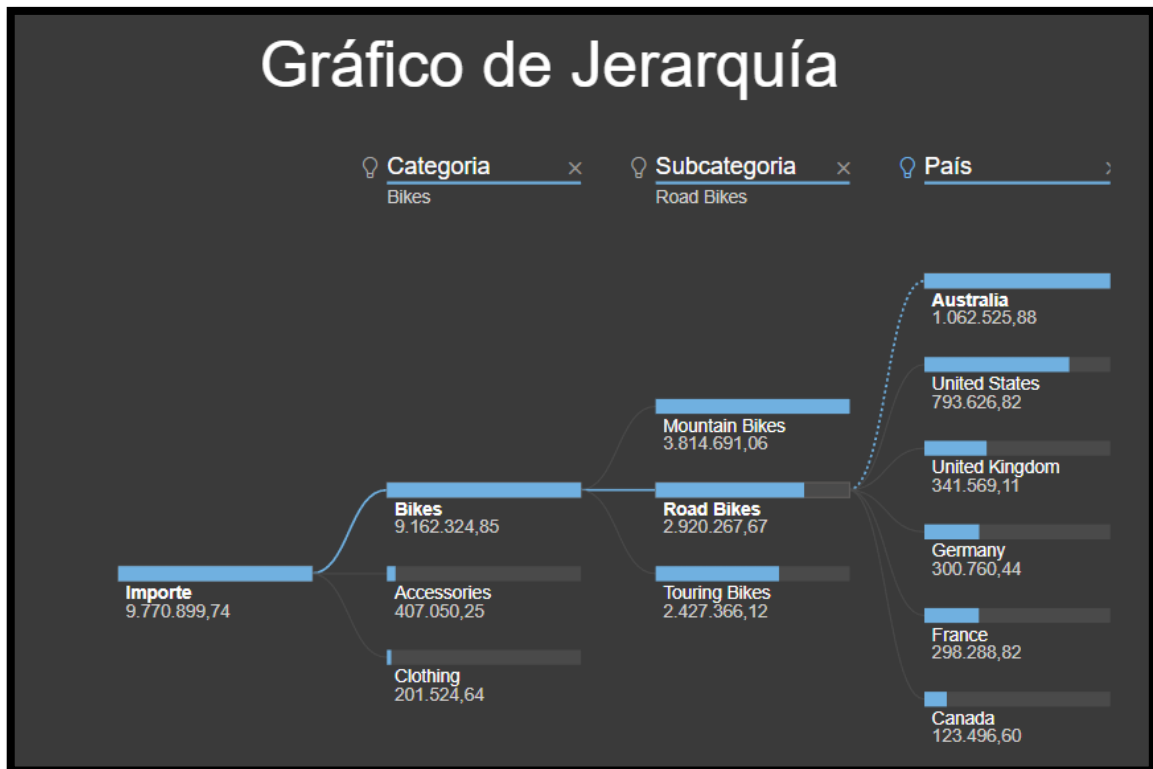 Gráfico de Jerarquía
Categoria
Bikes
Subcategoria
Road Bikes
País
Importe
9.770.899,74
Bikes
9.162.324,85
Accessories
407.050,25
Clothing
201.524,64
Mountain Bikes
3.814.691,06
Road Bikes
2.920.267,67
Touring Bikes
2.427.366,12
Australia
1.062.525,88
United States
793.626,82
United Kingdom
341.569,11
Germany
300.760,44
France
298.288,82
Canada
123.496,60